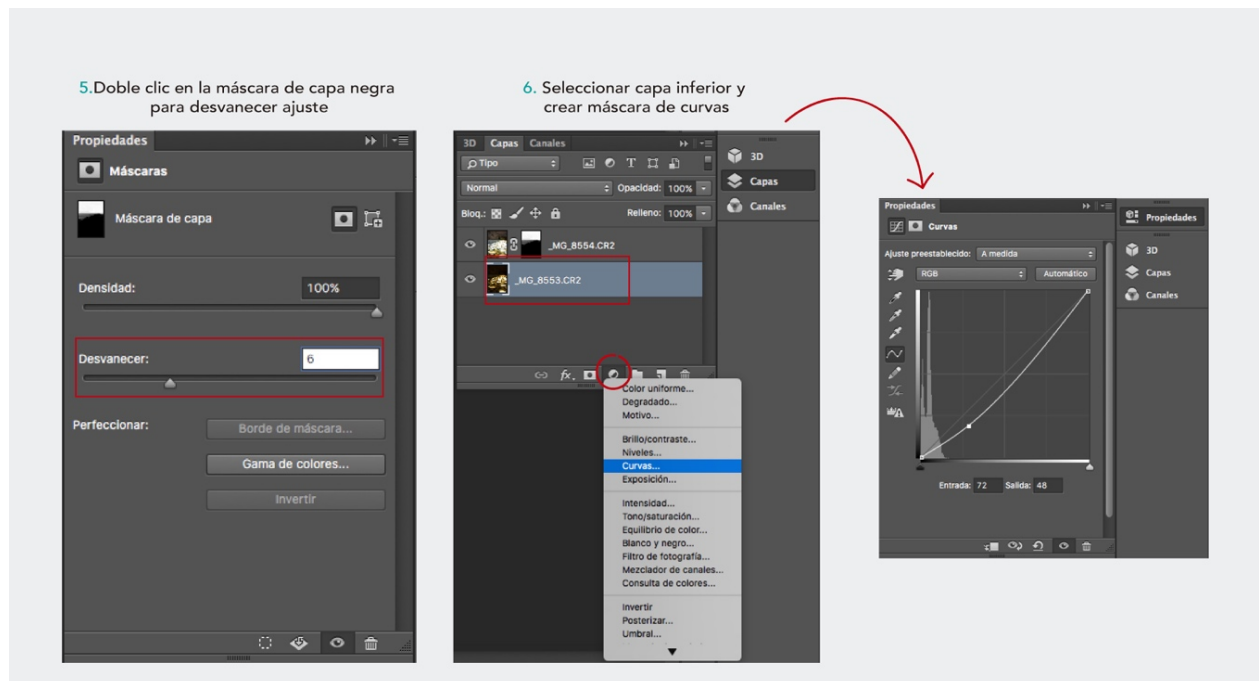 5.Doble clic en la máscara de capa negra
para desvanecer ajuste
Propiedades
Máscaras
Máscara de capa
Densidad: 100%
Desvanecer: 6
Perfeccionar: Borde de máscara...
Gama de colores...
Invertir
6. Seleccionar capa inferior y
crear máscara de curvas
3D Capas Canales
Tipo
Normal Opacidad: 100%
Bloq.: Relleno: 100%
_MG_8554.CR2
_MG_8553.CR2
fx.
Color uniforme...
Degradado...
Motivo...
Brillo/contraste...
Niveles...
Curvas...
Exposición...
Intensidad...
Tono/saturación...
Equilibrio de color...
Blanco y negro...
Filtro de fotografía...
Mezclador de canales...
Consulta de colores...
Invertir
Posterizar...
Umbral...
3D
Capas
Canales
Propiedades
Curvas
Ajuste preestablecido: A medida
RGB Automático
Entrada: 72 Salida: 48
Propiedades
3D
Capas
Canales